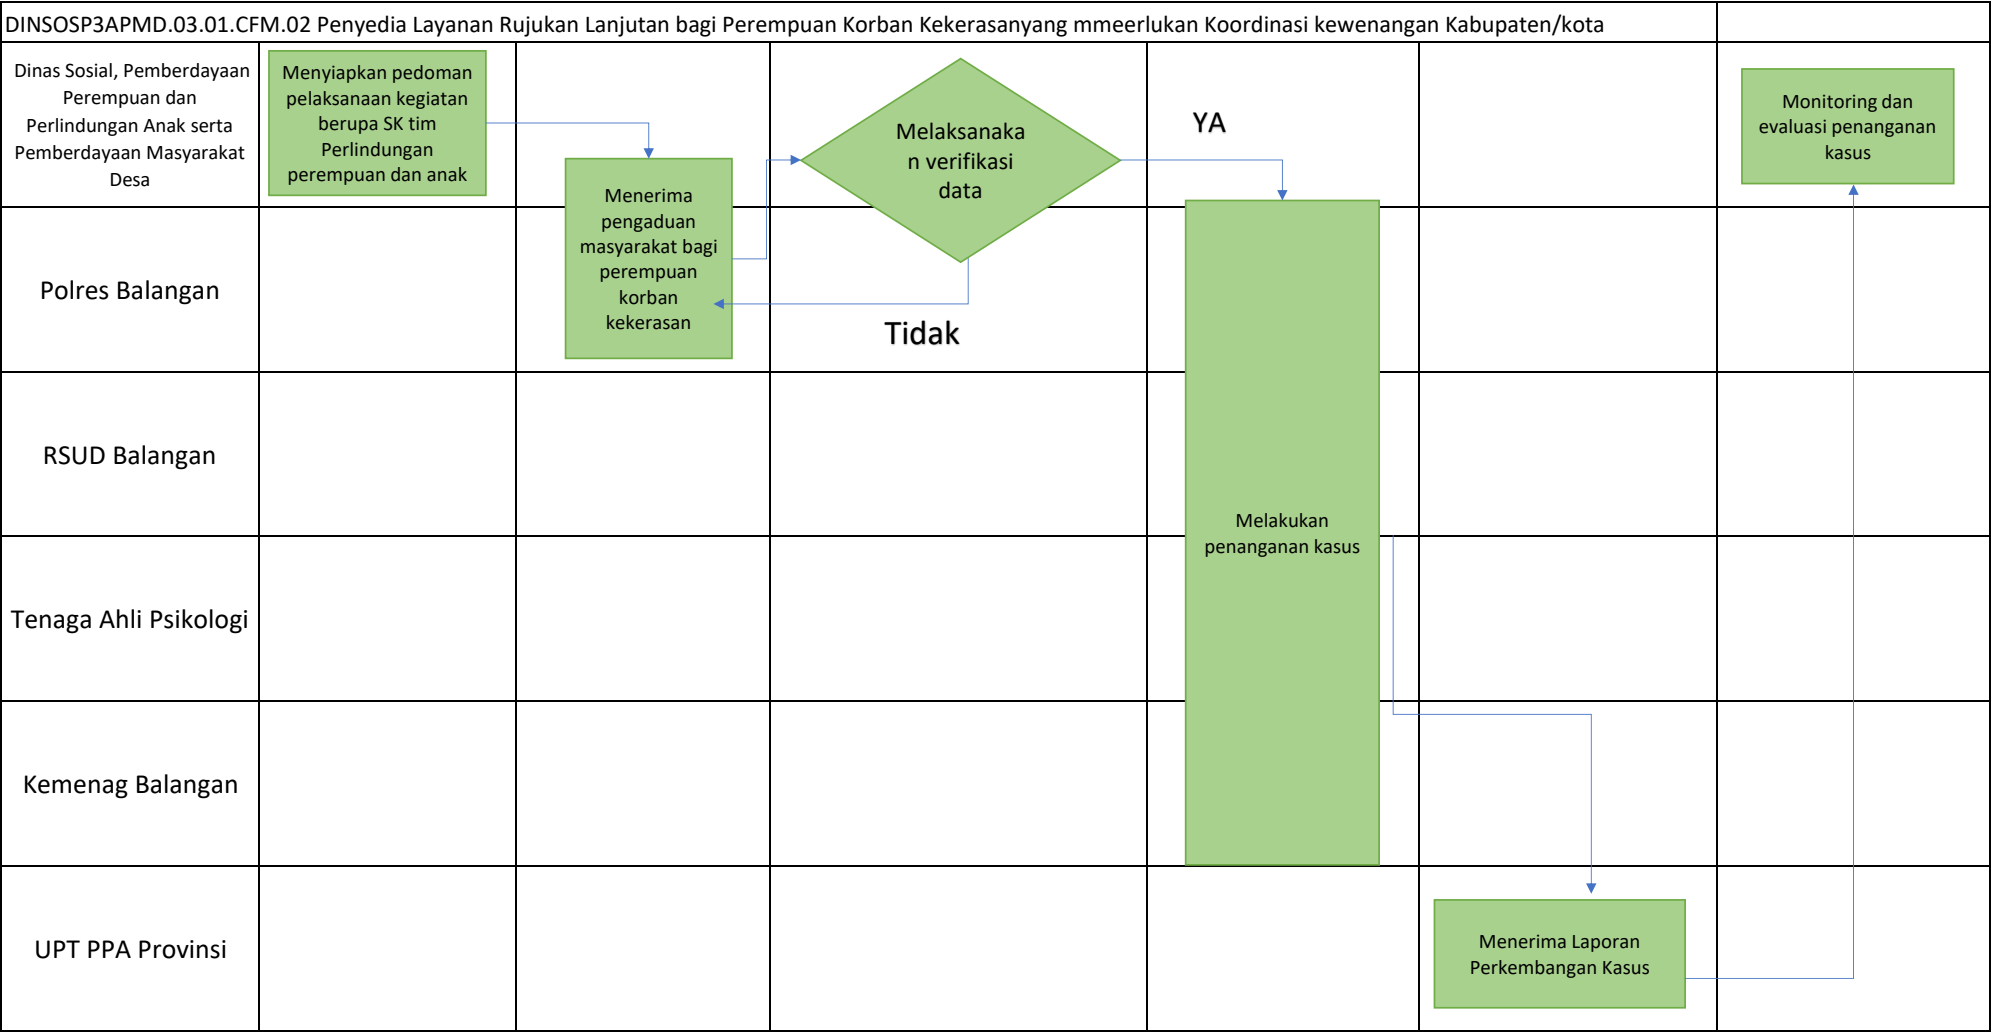 DINSOSP3APMD.03.01.CFM.02 Penyedia Layanan Rujukan Lanjutan bagi Perempuan Korban Kekerasanyang mmeerlukan Koordinasi kewenangan Kabupaten/kota
Dinas Sosial, Pemberdayaan
Perempuan dan
Perlindungan Anak serta
Pemberdayaan Masyarakat
Desa
Menyiapkan pedoman
pelaksanaan kegiatan
berupa SK tim
Perlindungan
perempuan dan anak
Menerima
pengaduan
masyarakat bagi
perempuan
korban
kekerasan
Melaksanaka
n verifikasi
data
YA
Tidak
Monitoring dan
evaluasi penanganan
kasus
Polres Balangan
RSUD Balangan
Melakukan
penanganan kasus
Tenaga Ahli Psikologi
Kemenag Balangan
UPT PPA Provinsi
Menerima Laporan
Perkembangan Kasus